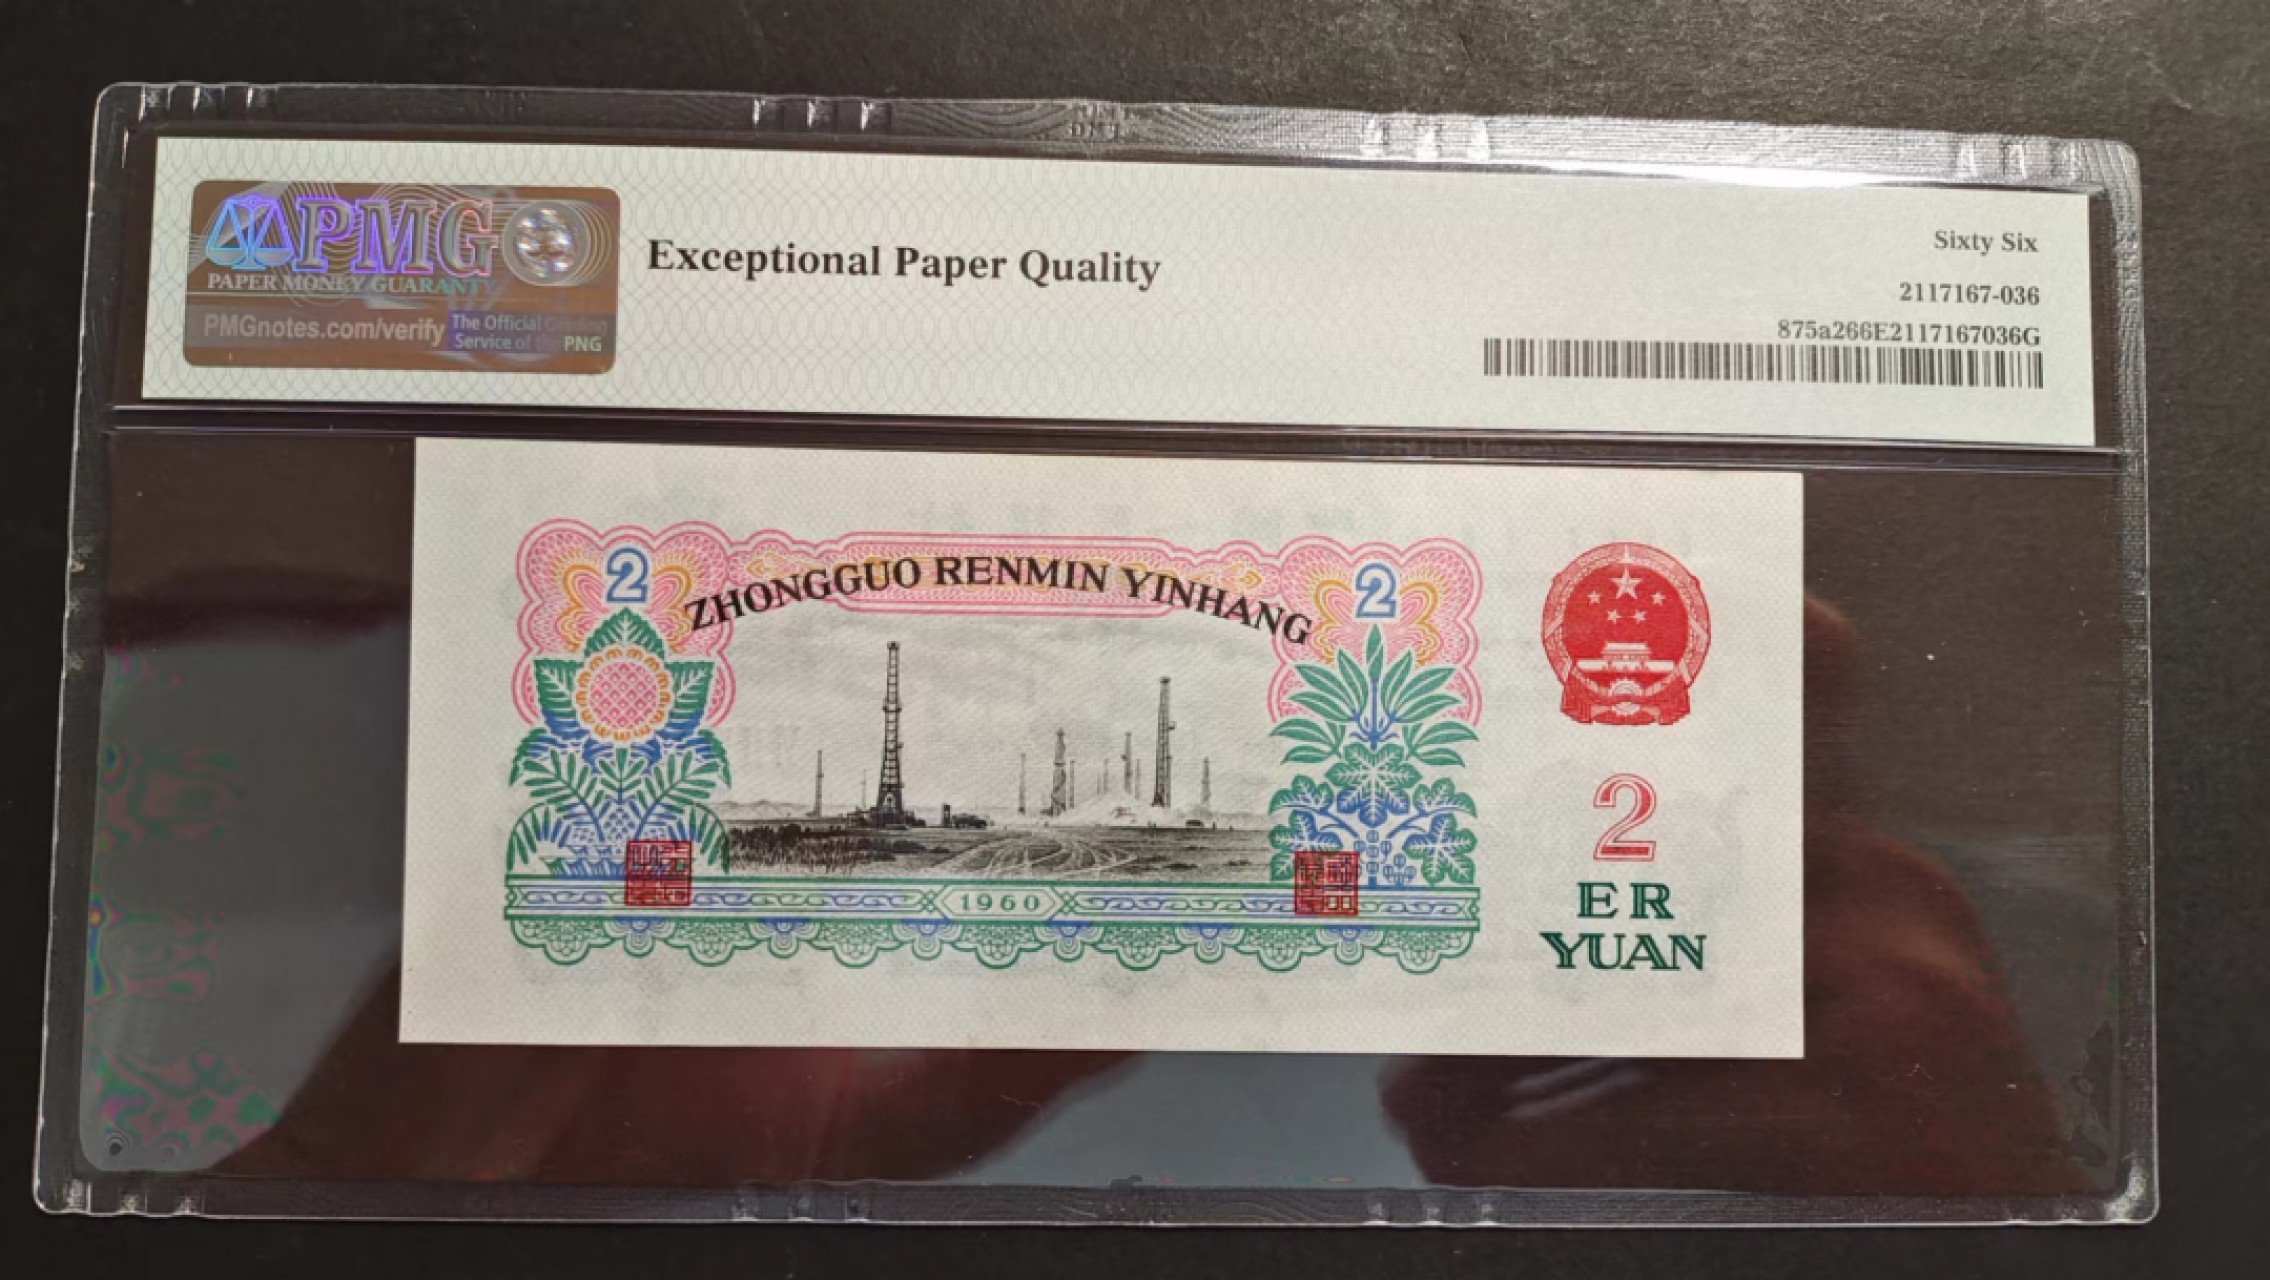 PMG
PAPER MONEY GUARANTY
PMGnotes.com/verify
The Official Grading
Service of the PNG
Exceptional Paper Quality
Sixty Six
2117167-036
875a266E2117167036G
2
ZHONGGUO RENMIN YINHANG
2
1960
2
ER
YUAN